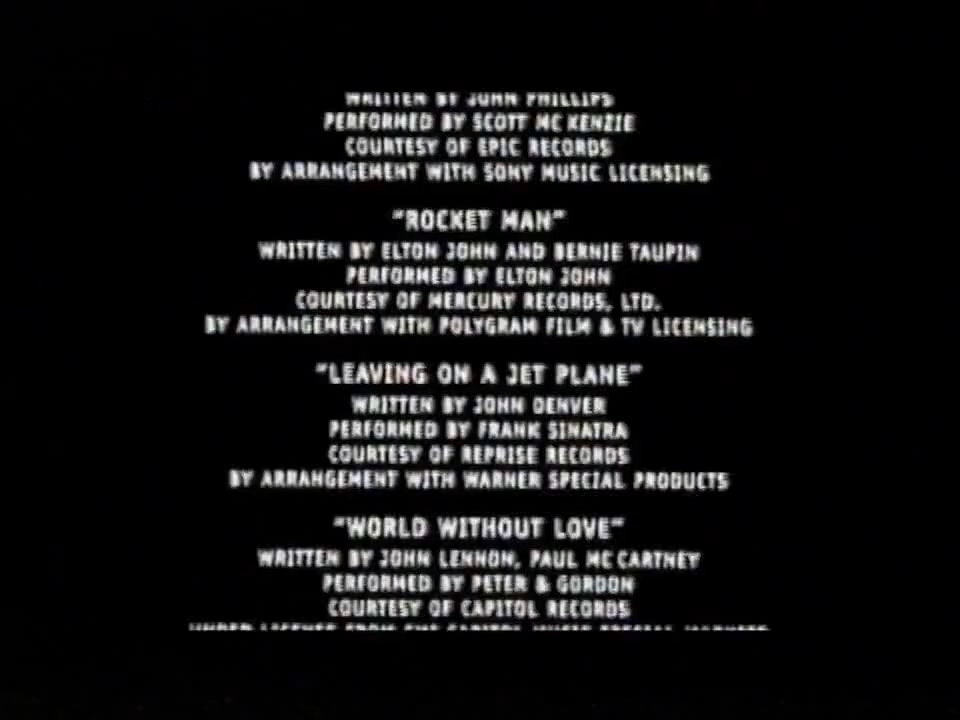 WRITTEN BY JOHN PHILLIPS
PERFORMED BY SCOTT MC KENZIE
COURTESY OF EPIC RECORDS
BY ARRANGEMENT WITH SONY MUSIC LICENSING
"ROCKET MAN"
WRITTEN BY ELTON JOHN AND BERNIE TAUPIN
PERFORMED BY ELTON JOHN
COURTESY OF MERCURY RECORDS, LTD.
BY ARRANGEMENT WITH POLYGRAM FILM & TV LICENSING
"LEAVING ON A JET PLANE"
WRITTEN BY JOHN DENVER
PERFORMED BY FRANK SINATRA
COURTESY OF REPRISE RECORDS
BY ARRANGEMENT WITH WARNER SPECIAL PRODUCTS
"WORLD WITHOUT LOVE"
WRITTEN BY JOHN LENNON, PAUL MC CARTNEY
PERFORMED BY PETER & GORDON
COURTESY OF CAPITOL RECORDS